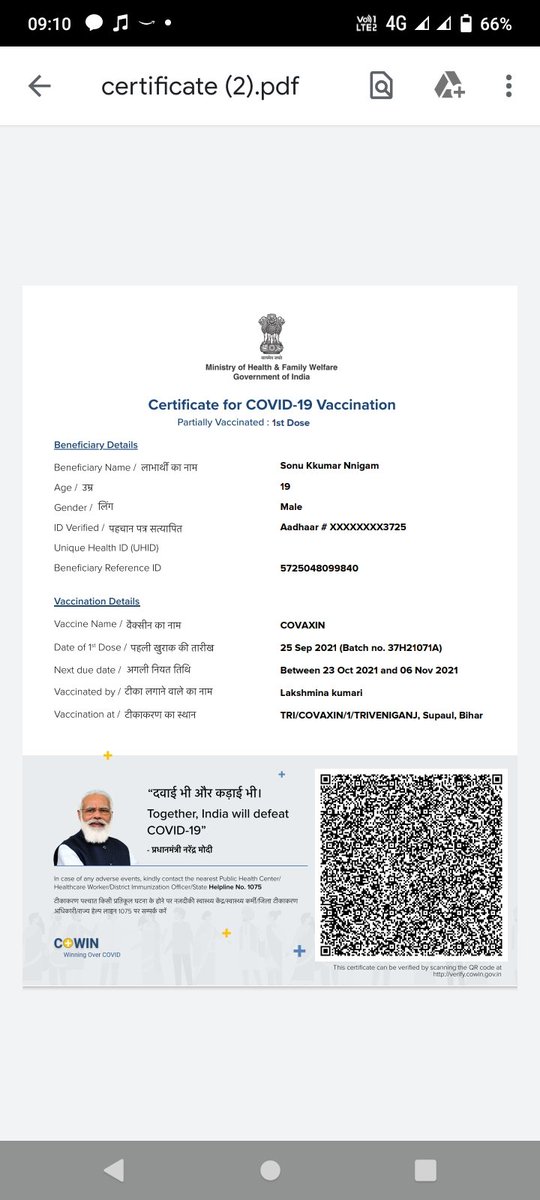 09:10
Vo))1
LTE2
4G
66%
certificate (2).pdf
सत्यमेव जयते
Ministry of Health & Family Welfare
Government of India
Certificate for COVID-19 Vaccination
Partially Vaccinated : 1st Dose
Beneficiary Details
Beneficiary Name / लाभार्थी का नाम Sonu Kkumar Nnigam
Age / उम्र 19
Gender / लिंग Male
ID Verified / पहचान पत्र सत्यापित Aadhaar # XXXXXXXX3725
Unique Health ID (UHID)
Beneficiary Reference ID 5725048099840
Vaccination Details
Vaccine Name / वैक्सीन का नाम COVAXIN
Date of 1st Dose / पहली खुराक की तारीख 25 Sep 2021 (Batch no. 37H21071A)
Next due date / अगली नियत तिथि Between 23 Oct 2021 and 06 Nov 2021
Vaccinated by / टीका लगाने वाले का नाम Lakshmina kumari
Vaccination at / टीकाकरण का स्थान TRI/COVAXIN/1/TRIVENIGANJ, Supaul, Bihar
“दवाई भी और कड़ाई भी।
Together, India will defeat
COVID-19”
- प्रधानमंत्री नरेंद्र मोदी
In case of any adverse events, kindly contact the nearest Public Health Center/
Healthcare Worker/District Immunization Officer/State Helpline No. 1075
टीकाकरण पश्चात किसी प्रतिकूल घटना के होने पर नज़दीकी स्वास्थ्य केंद्र/स्वास्थ्य कर्मी/जिला टीकाकरण
अधिकारी/राज्य हेल्प लाइन 1075 पर सम्पर्क करें
COWIN
Winning Over COVID
This certificate can be verified by scanning the QR code at
http://verify.cowin.gov.in